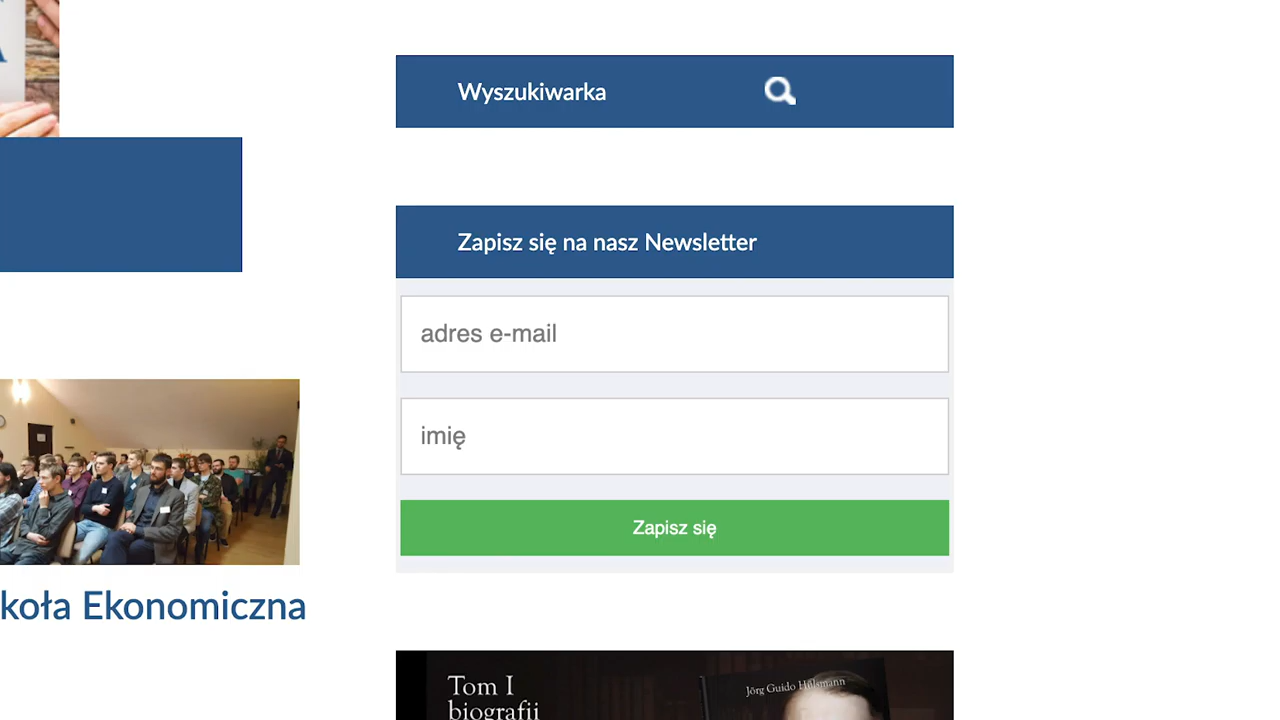 Wyszukiwarka
Zapisz się na nasz Newsletter
adres e-mail
imię
Zapisz się
koła Ekonomiczna
Tom I
biografii
Jörg Guido Hülsmann